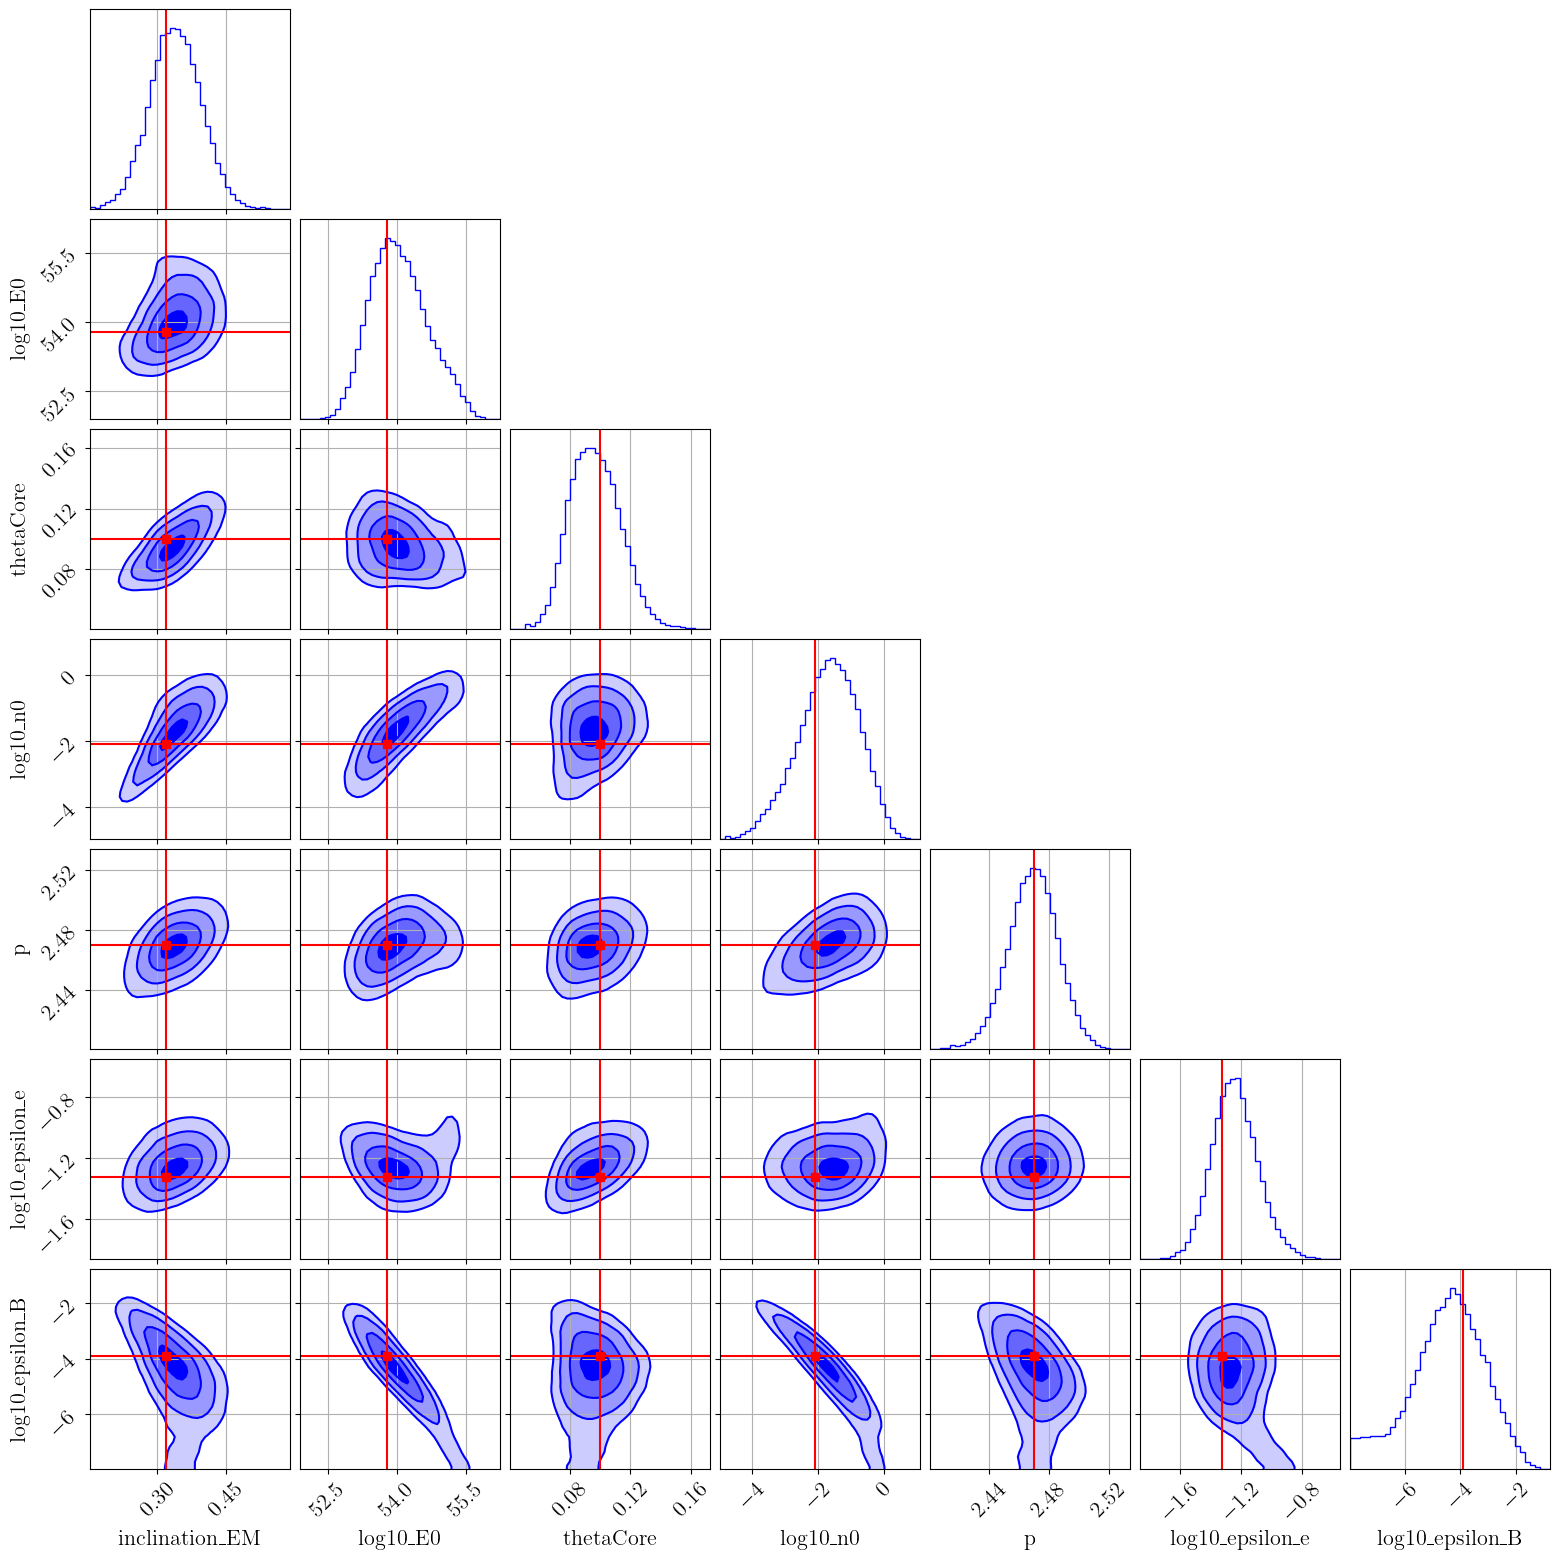 55.5
54.0
52.5
log10_E0
0.16
0.12
0.08
thetaCore
0
−2
−4
log10_n0
2.52
2.48
2.44
p
−0.8
−1.2
−1.6
log10_epsilon_e
−2
−4
−6
log10_epsilon_B
0.30 0.45 52.5 54.0 55.5 0.08 0.12 0.16 −4 −2 0 2.44 2.48 2.52 −1.6 −1.2 −0.8 −6 −4 −2
inclination_EM log10_E0 thetaCore log10_n0 p log10_epsilon_e log10_epsilon_B